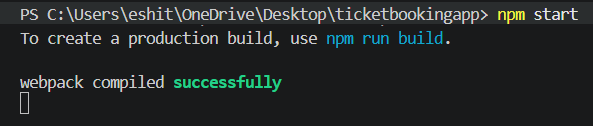 PS C:\Users\eshit\OneDrive\Desktop\ticketbookingapp> npm start
To create a production build, use npm run build.
webpack compiled successfully